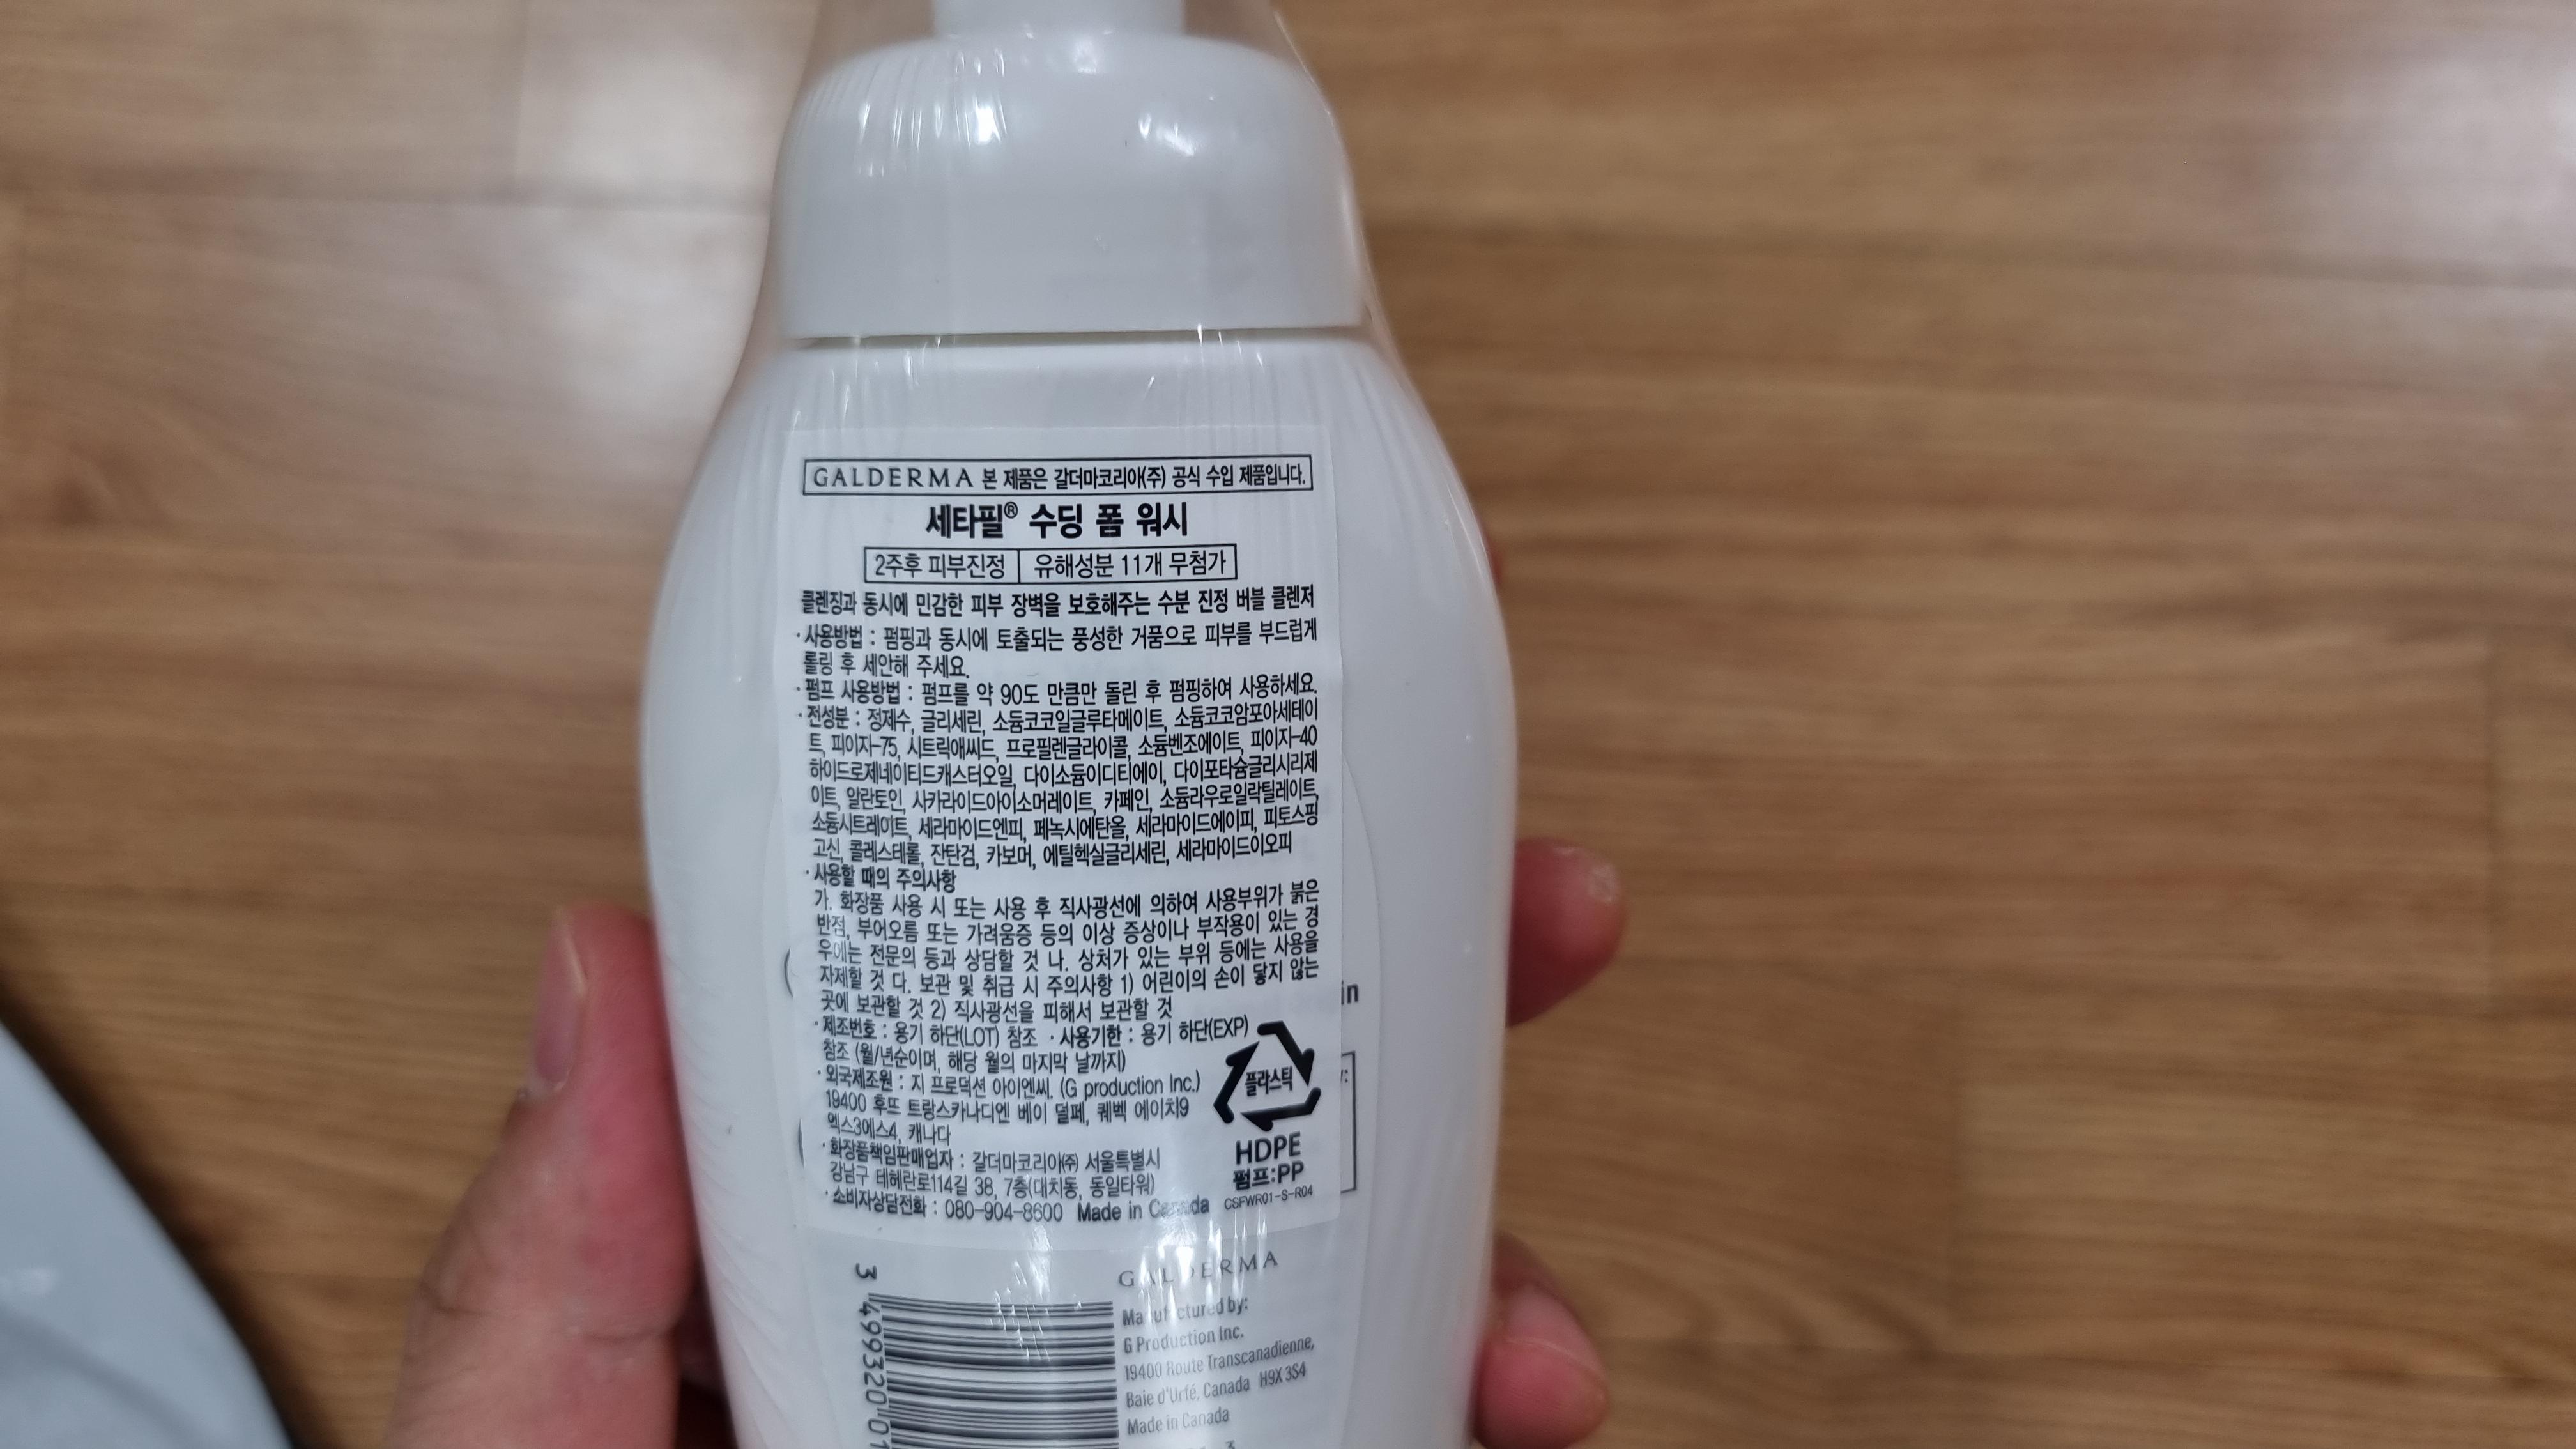 GALDERMA 본 제품은 갈더마코리아(주) 공식 수입 제품입니다.
세타필® 수딩 폼 워시
2주후 피부진정 유해성분 11개 무첨가
클렌징과 동시에 민감한 피부 장벽을 보호해주는 수분 진정 버블 클렌저
· 사용방법 : 펌핑과 동시에 토출되는 풍성한 거품으로 피부를 부드럽게
롤링 후 세안해 주세요.
· 펌프 사용방법 : 펌프를 약 90도 만큼만 돌린 후 펌핑하여 사용하세요.
· 전성분 : 정제수, 글리세린, 소듐코코일글루타메이트, 소듐코코암포아세테이
트, 피이지-75, 시트릭애씨드, 프로필렌글라이콜, 소듐벤조에이트, 피이지-40
하이드로제네이티드캐스터오일, 다이소듐이디티에이, 다이포타슘글리시리제
이트, 알란토인, 사카라이드아이소머레이트, 카페인, 소듐라우로일락틸레이트,
소듐시트레이트, 세라마이드엔피, 페녹시에탄올, 세라마이드에이피, 피토스핑
고신, 콜레스테롤, 잔탄검, 카보머, 에틸헥실글리세린, 세라마이드이오피
· 사용할 때의 주의사항
가. 화장품 사용 시 또는 사용 후 직사광선에 의하여 사용부위가 붉은
반점, 부어오름 또는 가려움증 등의 이상 증상이나 부작용이 있는 경
우에는 전문의 등과 상담할 것 나. 상처가 있는 부위 등에는 사용을
자제할 것 다. 보관 및 취급 시 주의사항 1) 어린이의 손이 닿지 않는
곳에 보관할 것 2) 직사광선을 피해서 보관할 것
· 제조번호 : 용기 하단(LOT) 참조 · 사용기한 : 용기 하단(EXP)
참조 (월/년순이며, 해당 월의 마지막 날까지)
· 외국제조원 : 지 프로덕션 아이엔씨, (G production Inc.)
19400 후뜨 트랑스카나디엔 베이 덜페, 퀘벡 에이치9
엑스3에스4, 캐나다
· 화장품책임판매업자 : 갈더마코리아㈜ 서울특별시
강남구 테헤란로114길 38, 7층(대치동, 동일타워)
· 소비자상담전화 : 080-904-8600 Made in Canada
플라스틱
HDPE
펌프:PP
CSFWR01-S-R04
in
3 499320 01
GALDERMA
Manufactured by:
G Production Inc.
19400 Route Transcanadienne,
Baie d'Urfé, Canada H9X 3S4
Made in Canada